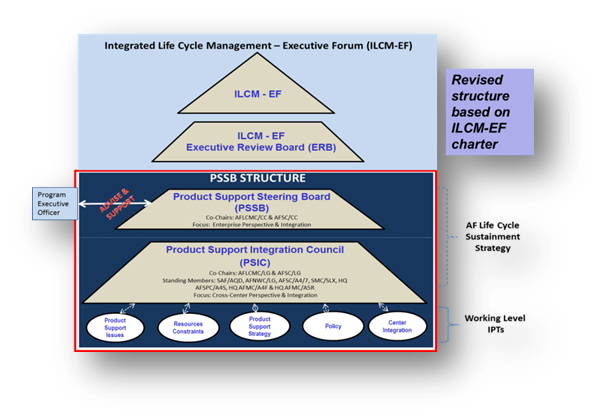 Integrated Life Cycle Management – Executive Forum (ILCM-EF)
ILCM - EF
ILCM - EF
Executive Review Board (ERB)
Revised
structure
based on
ILCM-EF
charter
PSSB STRUCTURE
Program
Executive
Officer
ADVISE &
SUPPORT
Product Support Steering Board
(PSSB)
Co-Chairs: AFLCMC/CC & AFSC/CC
Focus: Enterprise Perspective & Integration
AF Life Cycle
Sustainment
Strategy
Product Support Integration Council
(PSIC)
Co-Chairs: AFLCMC/LG & AFSC/LG
Standing Members: SAF/AQD, AFNWC/LG, AFSC/A4/7, SMC/SLX, HQ
AFSPC/A4S, HQ AFMC/A4F & HQ AFMC/A5R
Focus: Cross-Center Perspective & Integration
Product
Support
Issues
Resources
Constraints
Product
Support
Strategy
Policy
Center
Integration
Working Level
IPTs